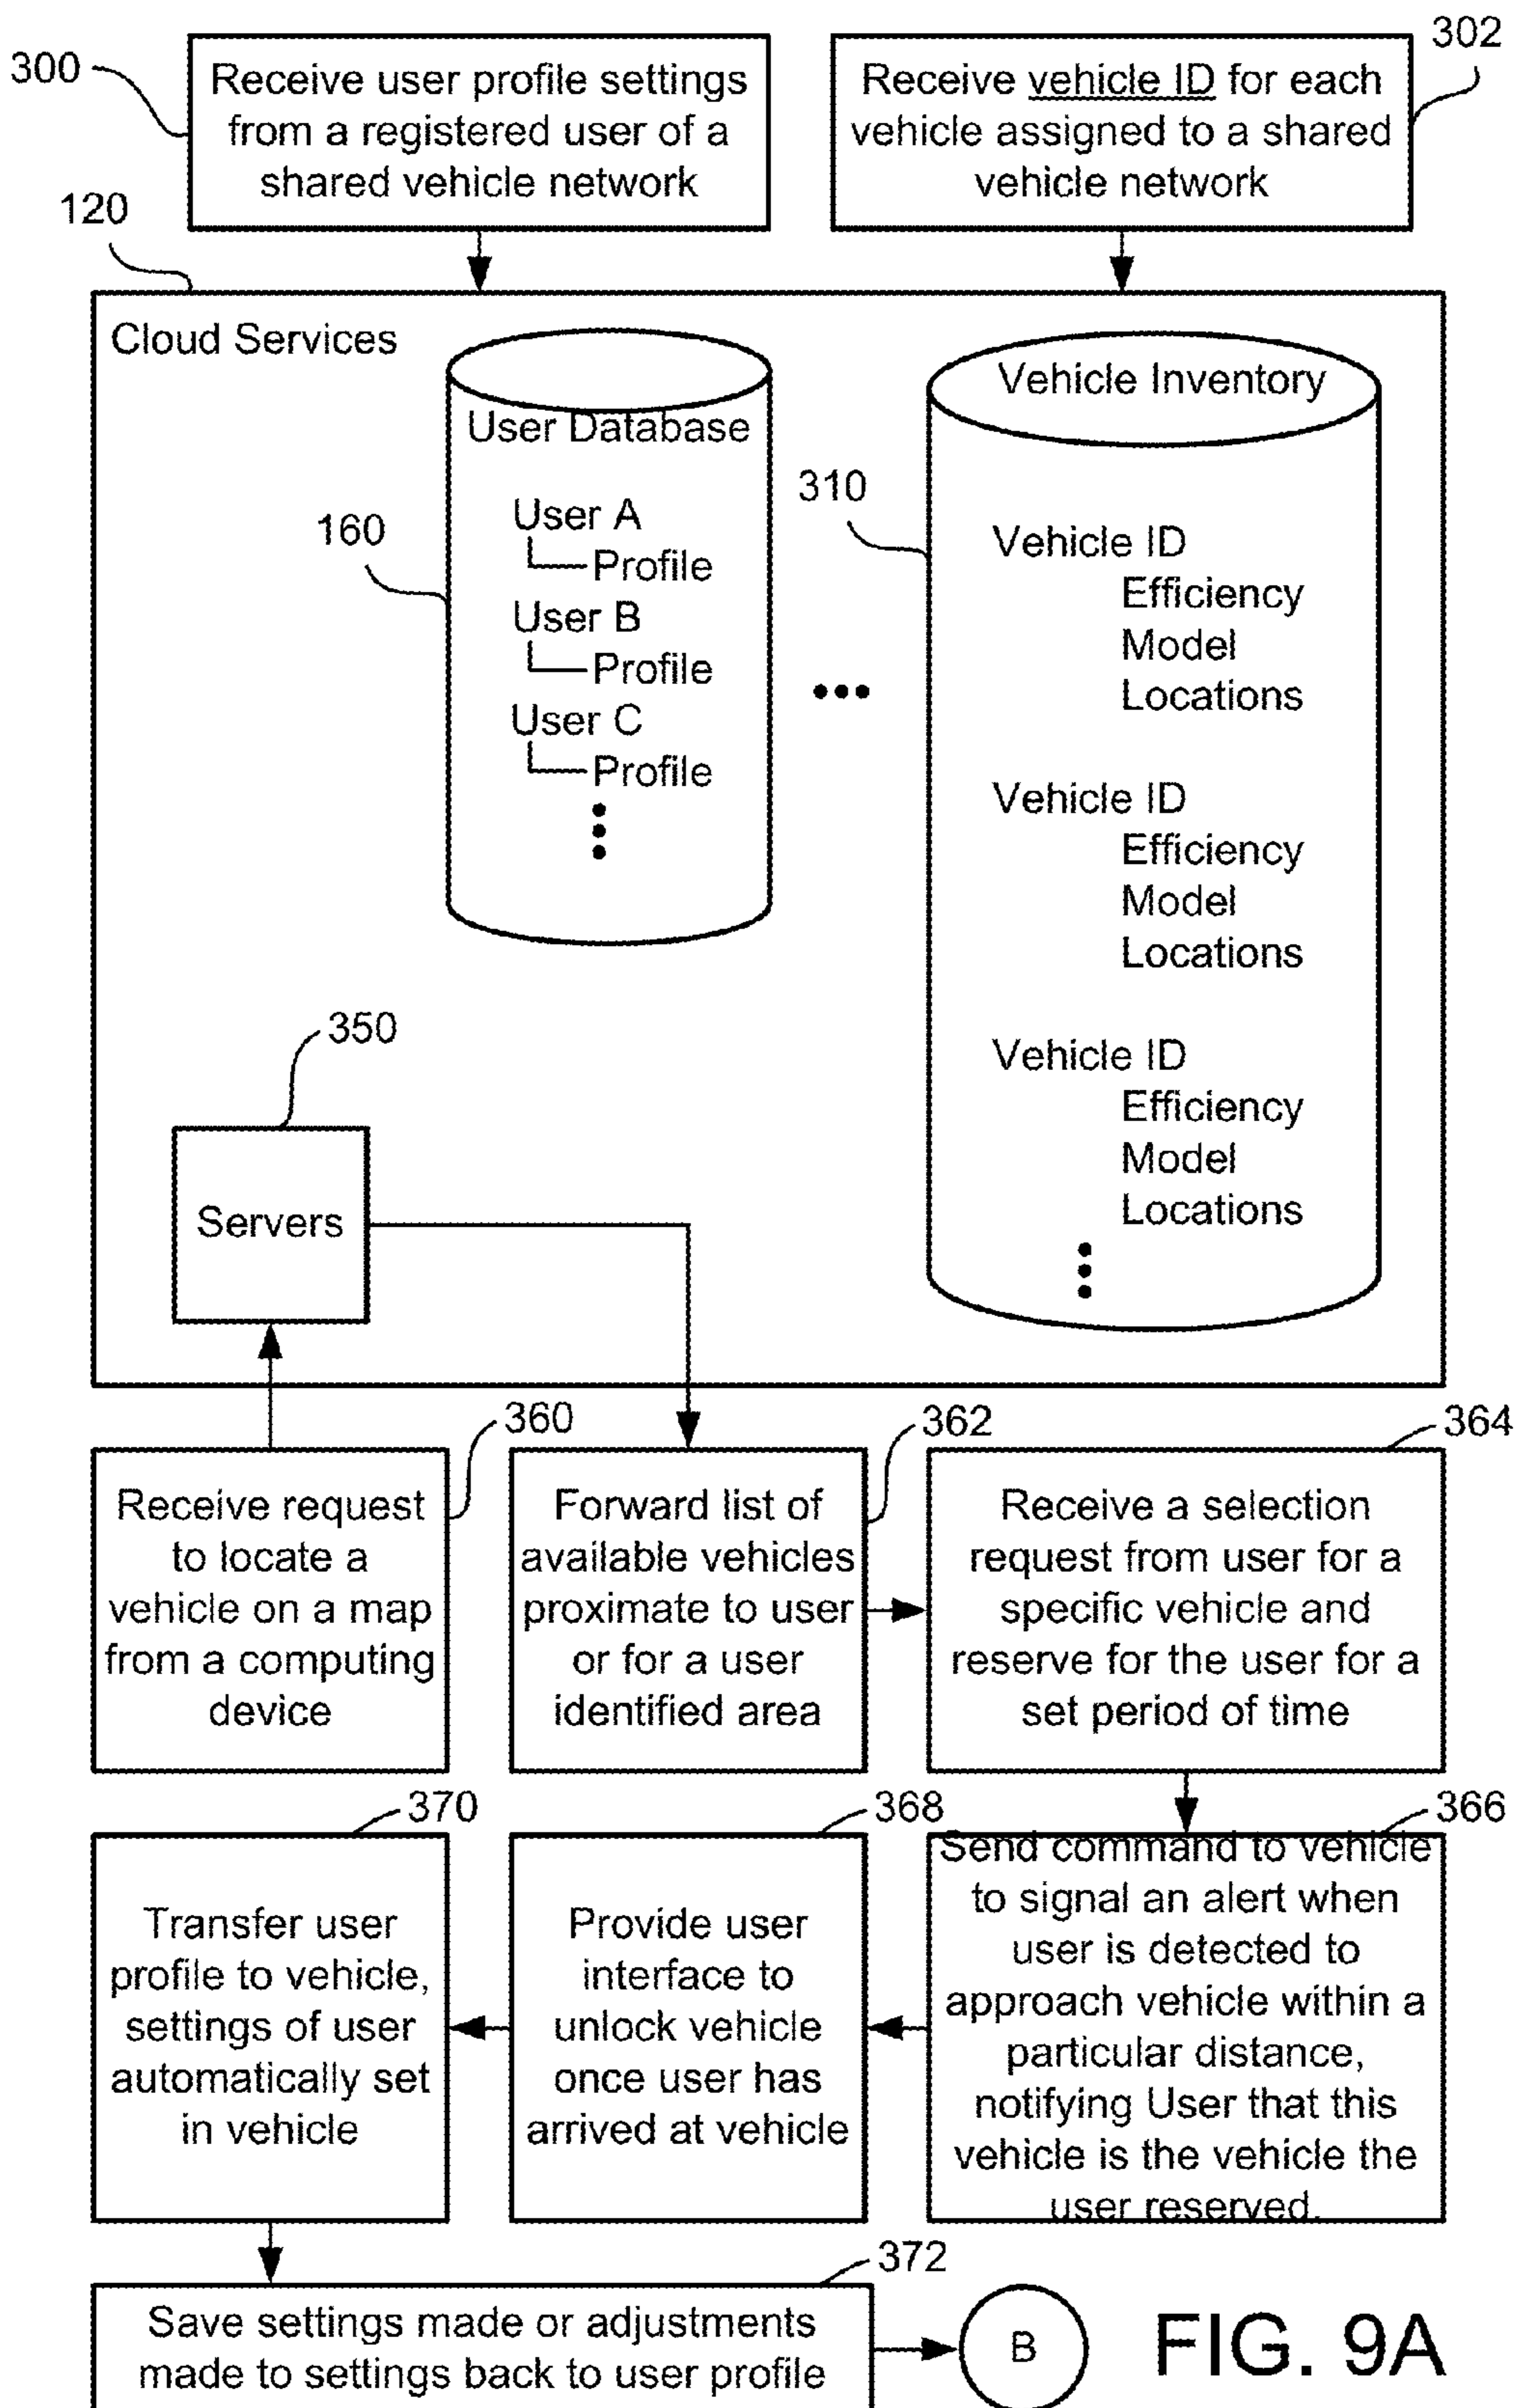 300
Receive user profile settings
from a registered user of a
shared vehicle network
302
Receive vehicle ID for each
vehicle assigned to a shared
vehicle network
120
Cloud Services
User Database
160
User A
Profile
User B
Profile
User C
Profile
310
Vehicle Inventory
Vehicle ID
Efficiency
Model
Locations
Vehicle ID
Efficiency
Model
Locations
Vehicle ID
Efficiency
Model
Locations
350
Servers
360
Receive request
to locate a
vehicle on a map
from a computing
device
362
Forward list of
available vehicles
proximate to user
or for a user
identified area
364
Receive a selection
request from user for a
specific vehicle and
reserve for the user for a
set period of time
366
Send command to vehicle
to signal an alert when
user is detected to
approach vehicle within a
particular distance,
notifying User that this
vehicle is the vehicle the
user reserved.
368
Provide user
interface to
unlock vehicle
once user has
arrived at vehicle
370
Transfer user
profile to vehicle,
settings of user
automatically set
in vehicle
372
Save settings made or adjustments
made to settings back to user profile
B
FIG. 9A